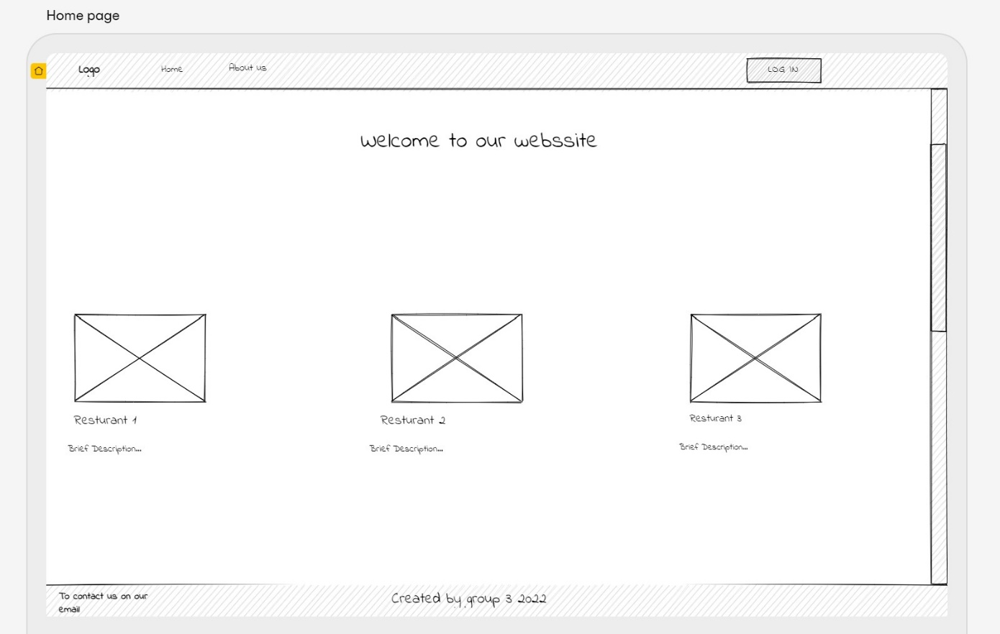 Home page
Logo
Home
About us
LOG IN
Welcome to our webssite
Resturant 1
Resturant 2
Resturant 3
Brief Description...
Brief Description...
Brief Description...
To contact us on our
email
Created by group 3 2022